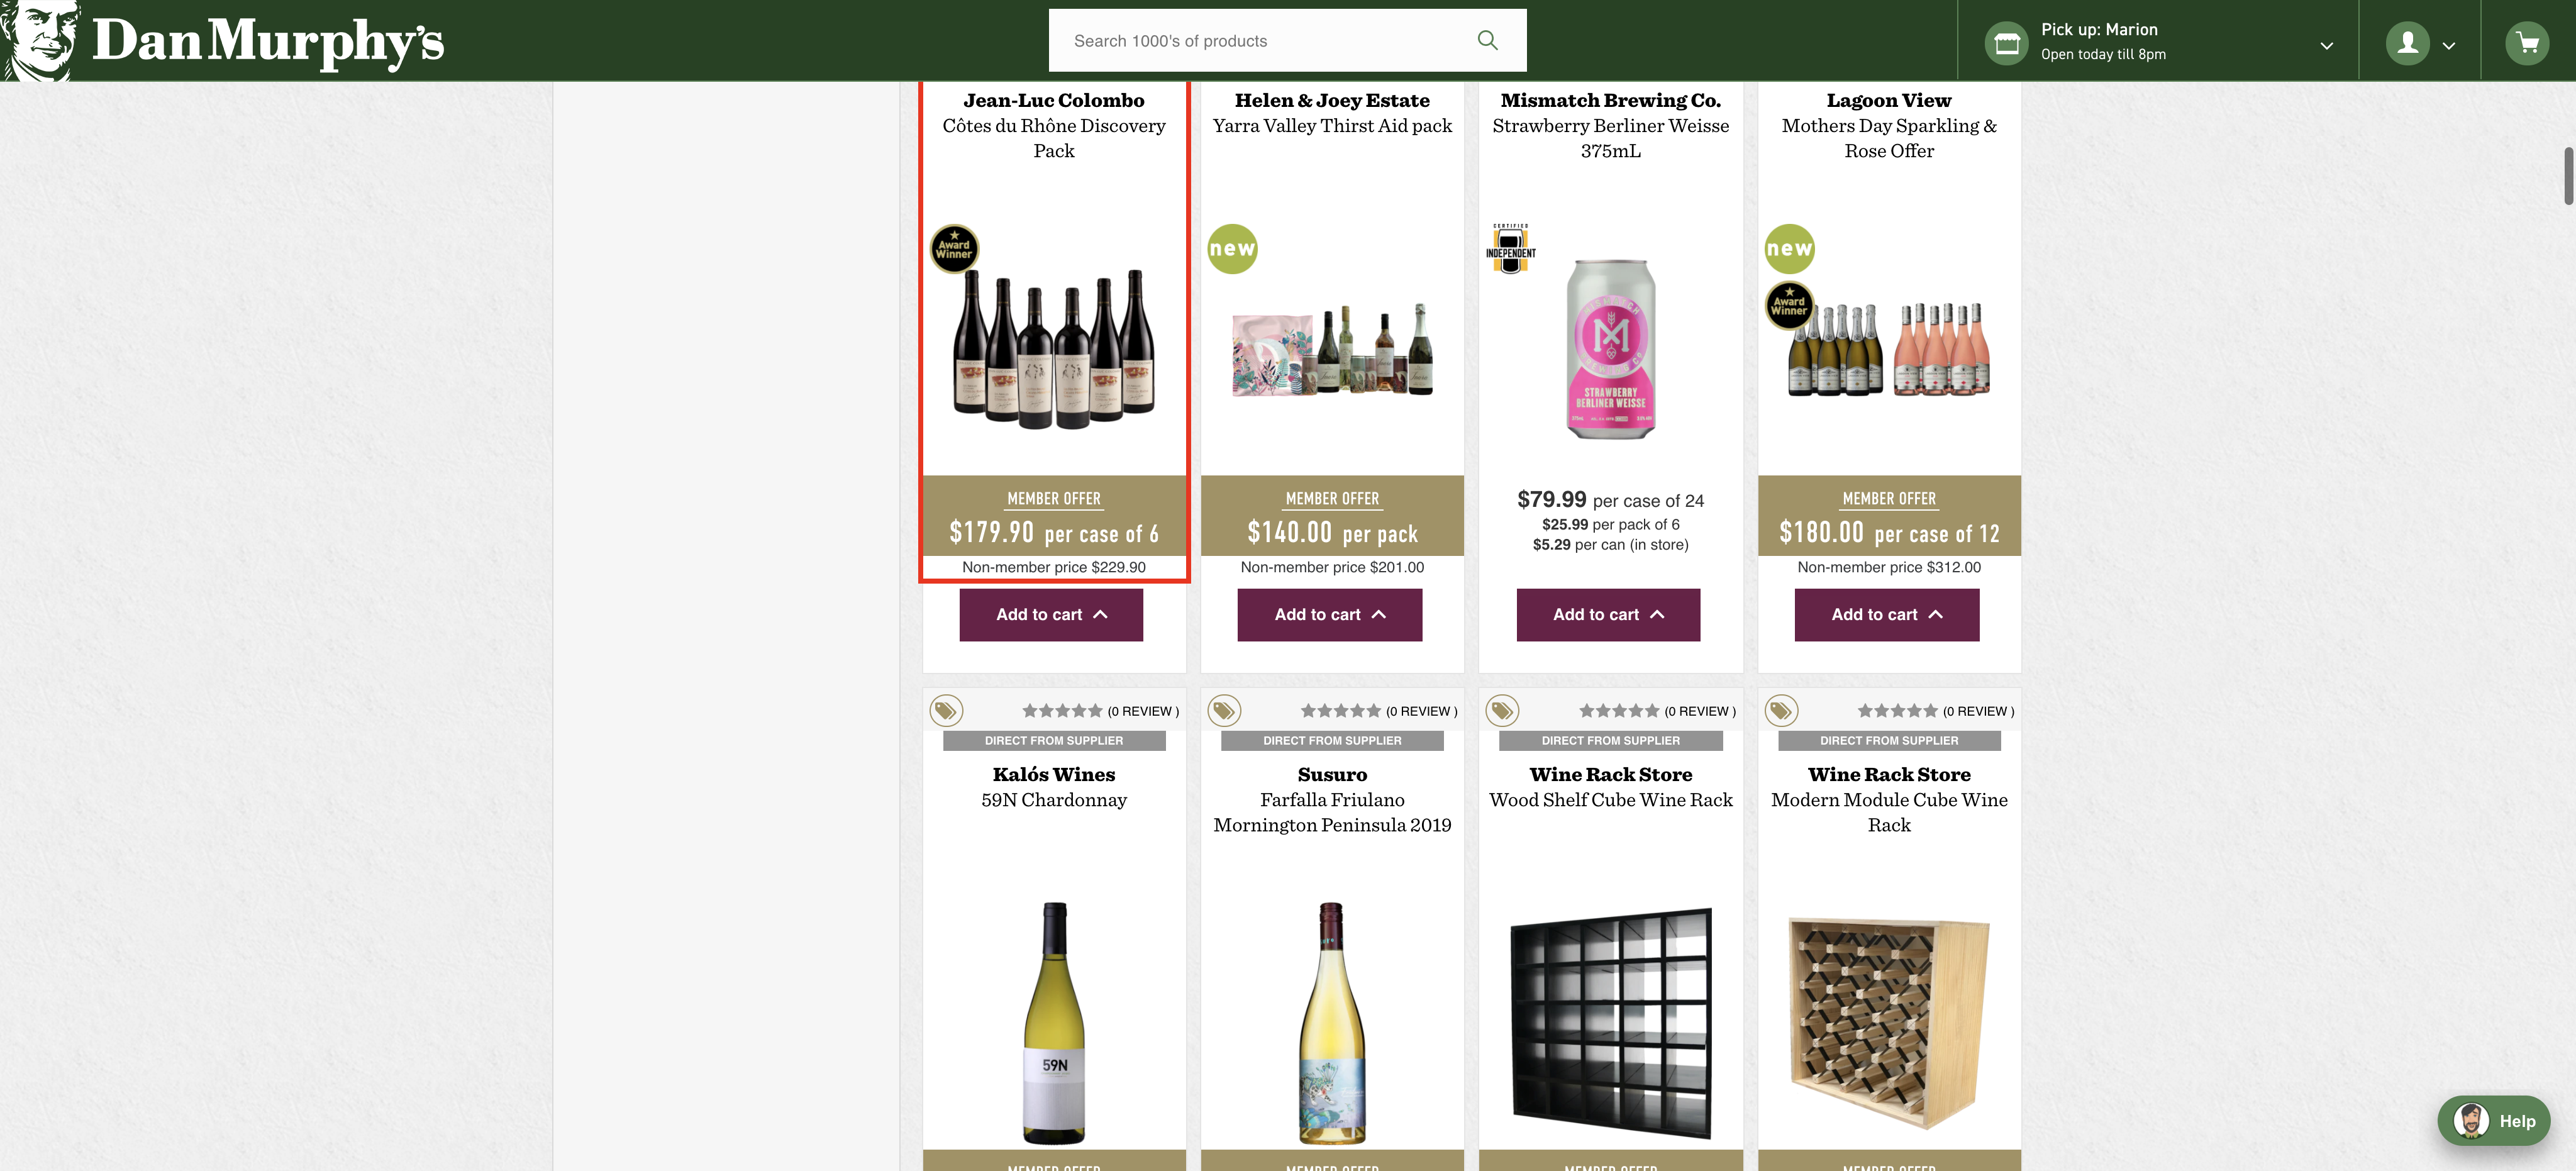 Dan Murphy's
Search 1000's of products
Pick up: Marion
Open today till 8pm
Jean-Luc Colombo
Côtes du Rhône Discovery
Pack
Award
Winner
MEMBER OFFER
$179.90 per case of 6
Non-member price $229.90
Add to cart
Helen & Joey Estate
Yarra Valley Thirst Aid pack
new
MEMBER OFFER
$140.00 per pack
Non-member price $201.00
Add to cart
Mismatch Brewing Co.
Strawberry Berliner Weisse
375mL
CERTIFIED
INDEPENDENT
M
STRAWBERRY
BERLINER WEISSE
$79.99 per case of 24
$25.99 per pack of 6
$5.29 per can (in store)
Add to cart
Lagoon View
Mothers Day Sparkling &
Rose Offer
new
Award
Winner
MEMBER OFFER
$180.00 per case of 12
Non-member price $312.00
Add to cart
(0 REVIEW )
DIRECT FROM SUPPLIER
Kalós Wines
59N Chardonnay
59N
MEMBER OFFER
(0 REVIEW )
DIRECT FROM SUPPLIER
Susuro
Farfalla Friulano
Mornington Peninsula 2019
MEMBER OFFER
(0 REVIEW )
DIRECT FROM SUPPLIER
Wine Rack Store
Wood Shelf Cube Wine Rack
MEMBER OFFER
(0 REVIEW )
DIRECT FROM SUPPLIER
Wine Rack Store
Modern Module Cube Wine
Rack
MEMBER OFFER
Help